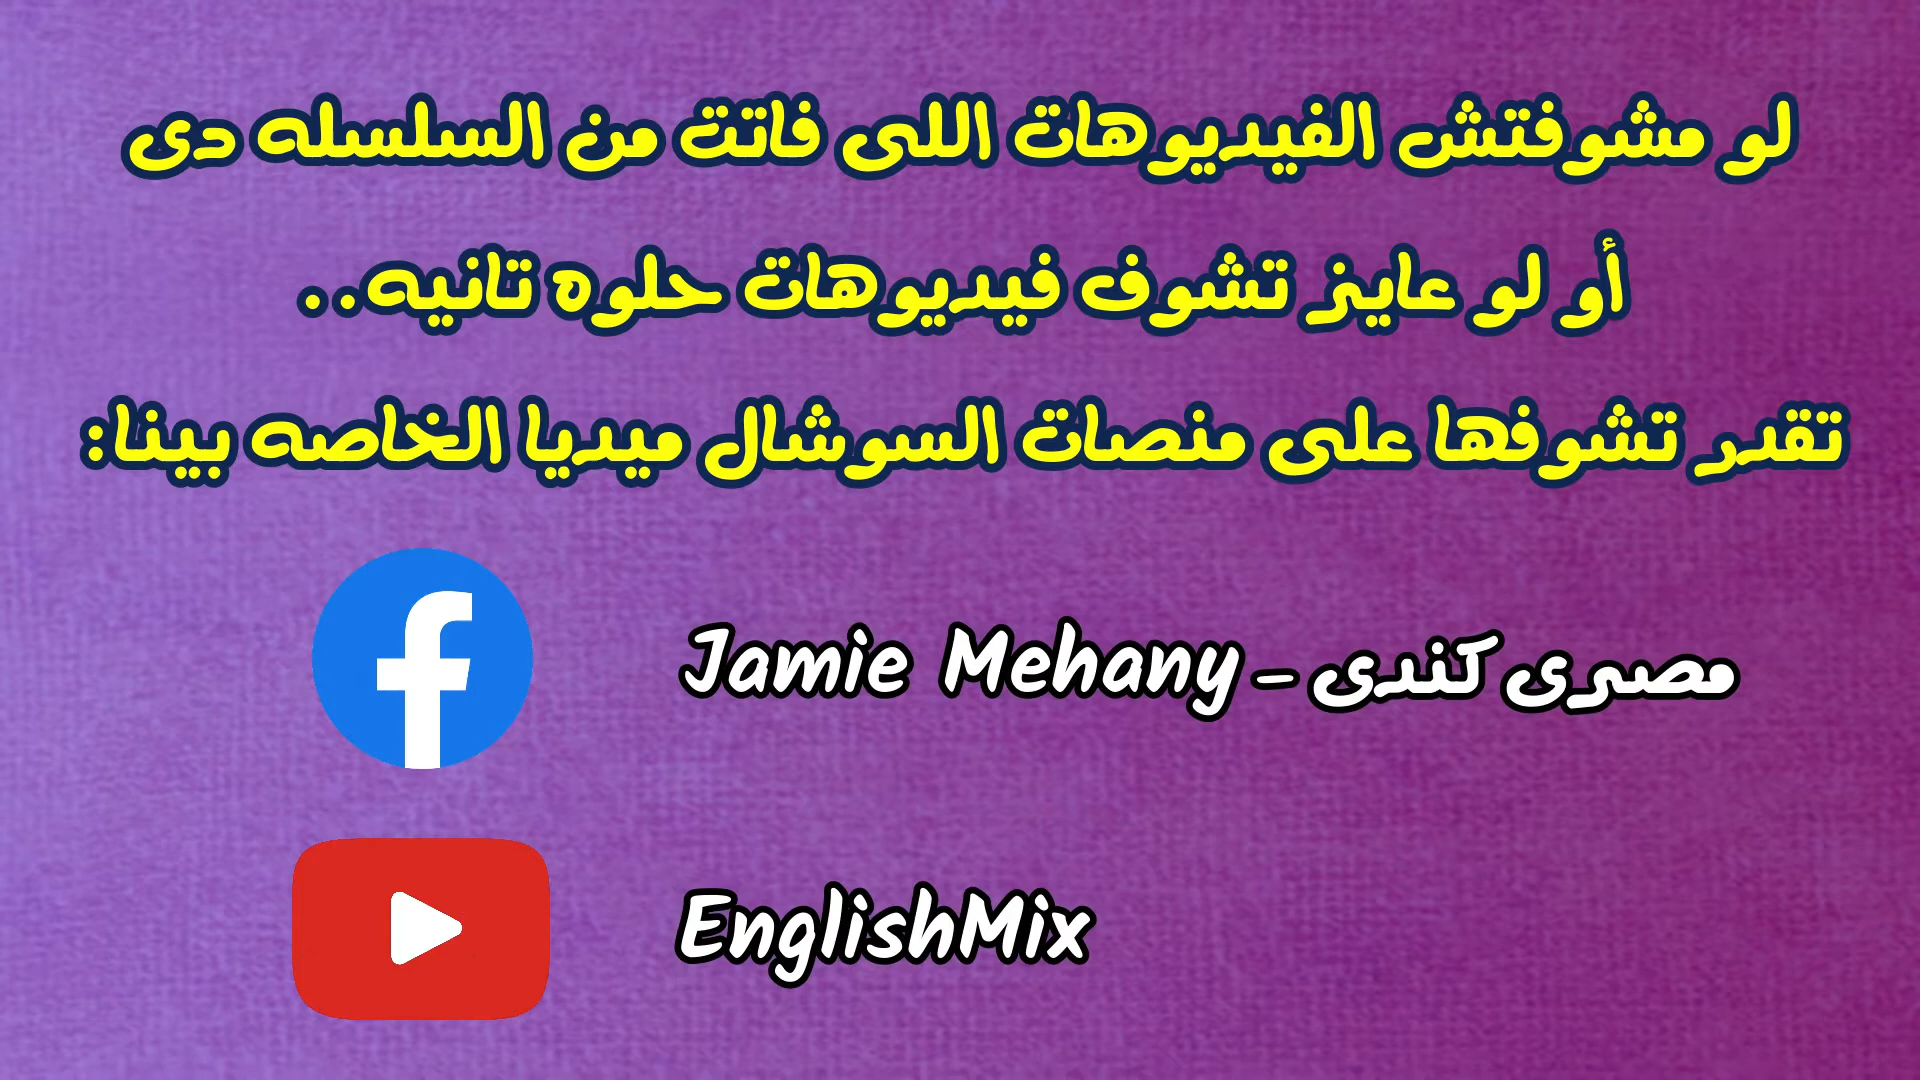 لو مشوفتش الفيديوهات اللى فاتت من السلسله دى
أو لو عايز تشوف فيديوهات حلوه تانيه..
تقدر تشوفها على منصات السوشال ميديا الخاصه بينا:
Jamie Mehany - مصرى كندى
EnglishMix